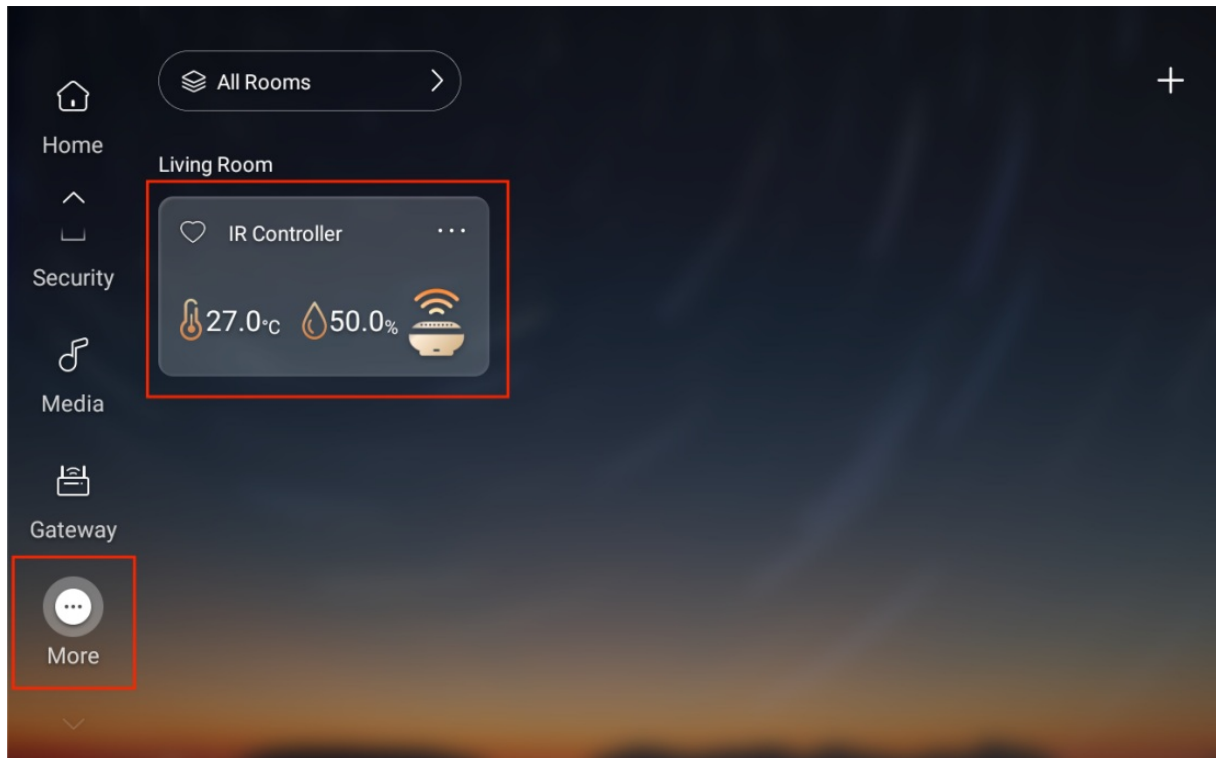 All Rooms
Home
Living Room
IR Controller
Security
27.0°C 50.0%
Media
Gateway
More